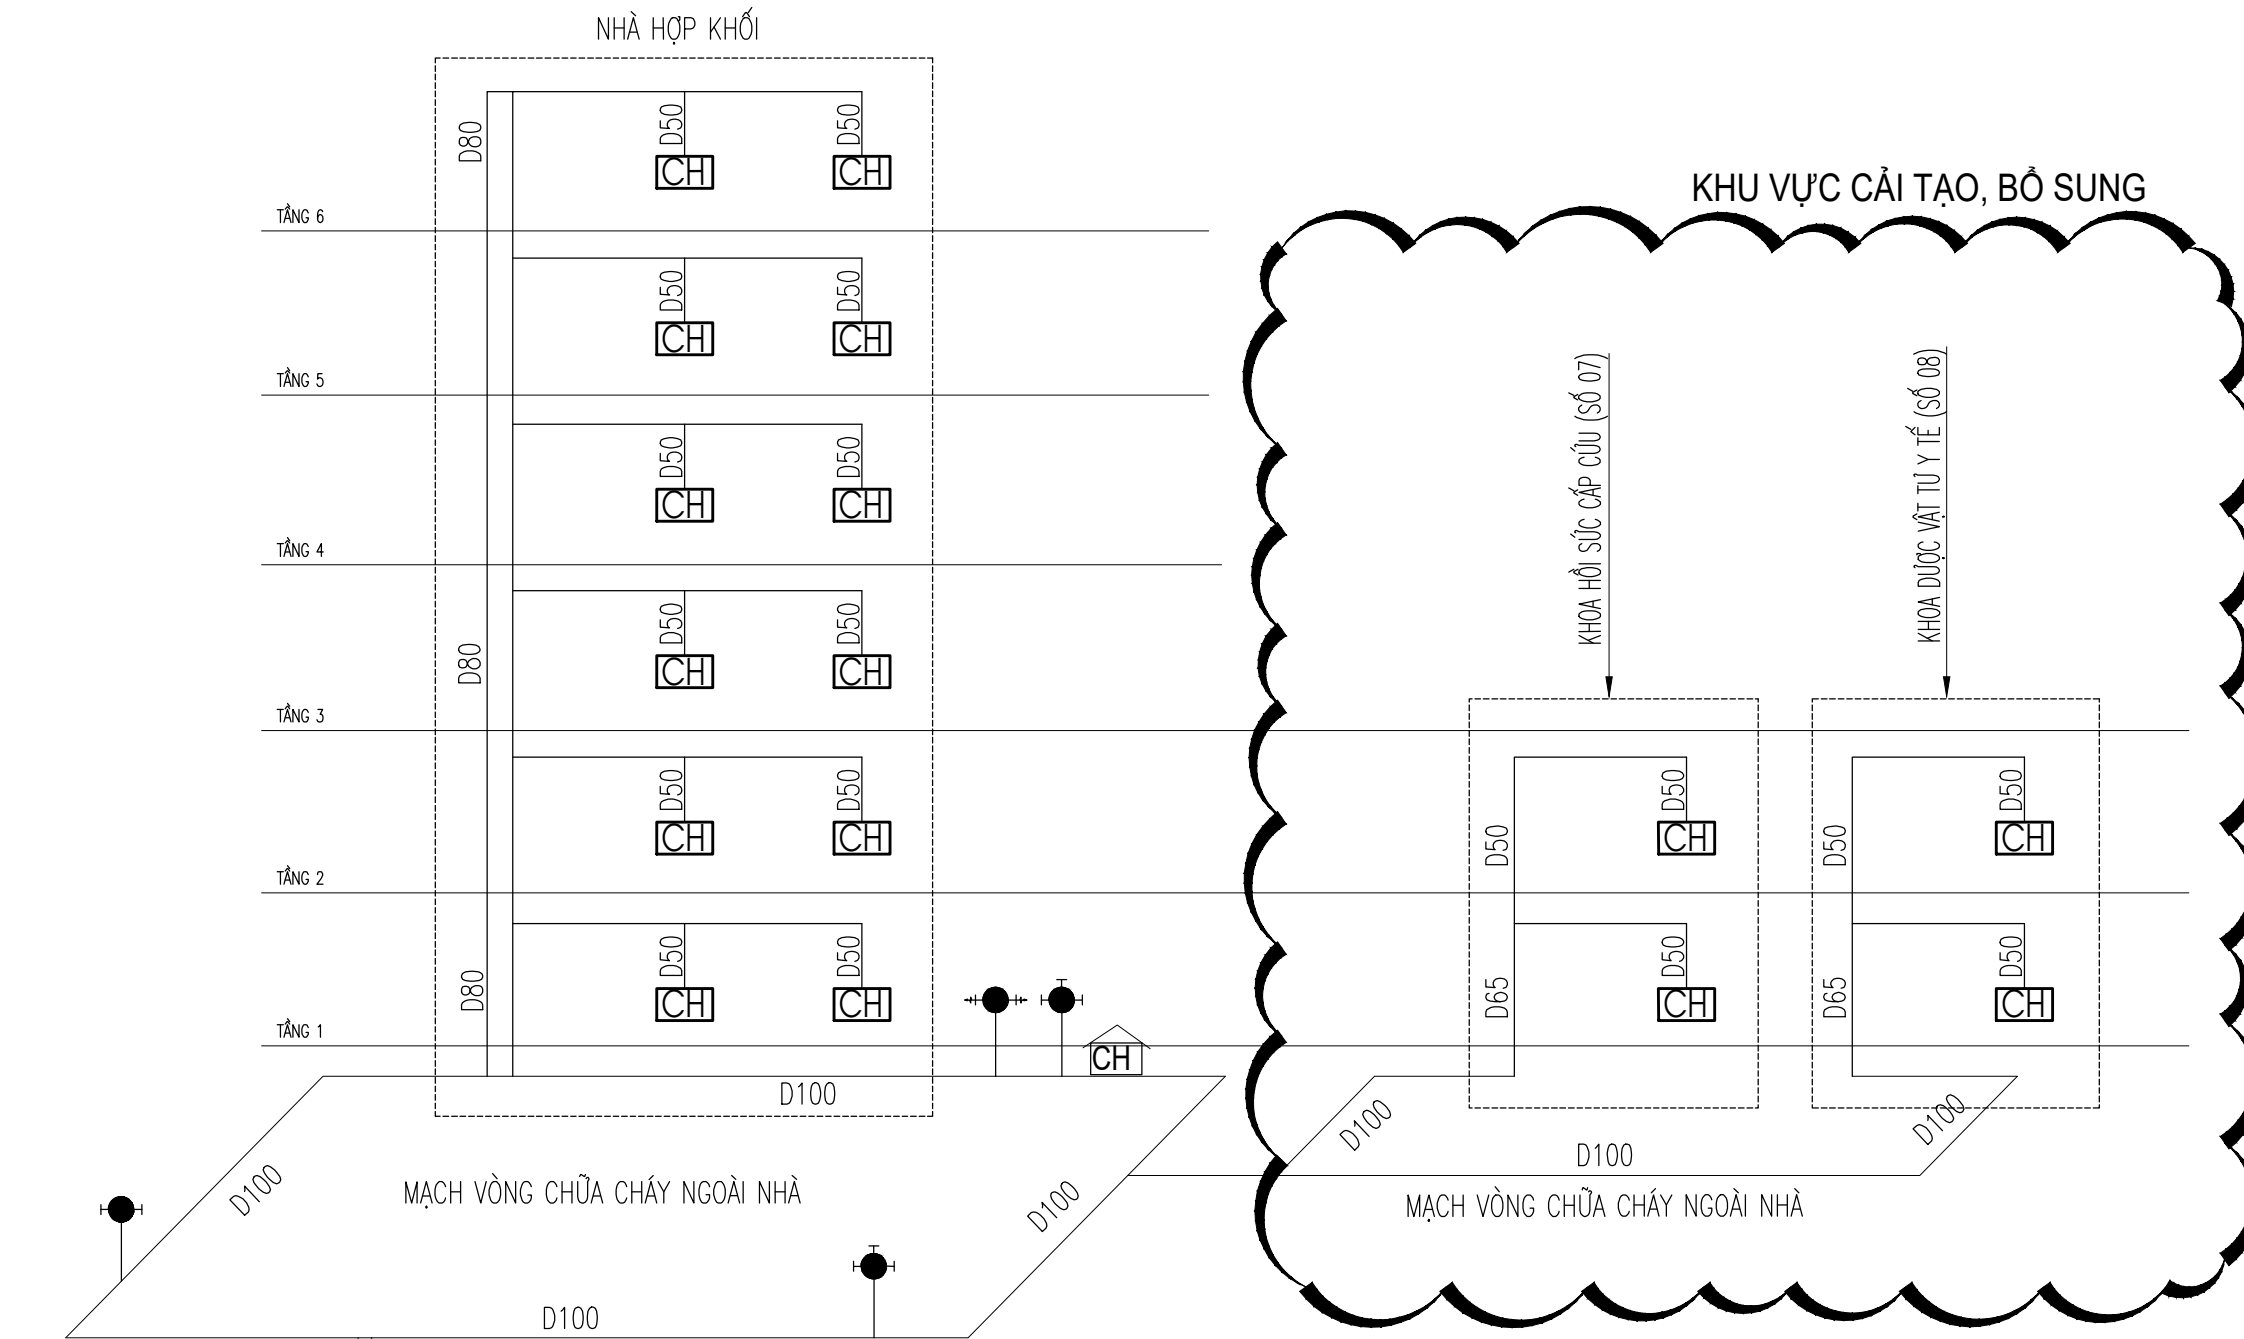 NHÀ HỢP KHỐI
D80
D50
D50
CH
CH
KHU VỰC CẢI TẠO, BỔ SUNG
TẦNG 6
D50
D50
CH
CH
TẦNG 5
D50
D50
CH
CH
TẦNG 4
KHOA HỒI SỨC CẤP CỨU (SỐ 07)
KHOA DƯỢC VẬT TƯ Y TẾ (SỐ 08)
D80
D50
D50
CH
CH
TẦNG 3
D50
D50
CH
CH
D50
D50
CH
D50
D50
CH
TẦNG 2
D80
D50
D50
CH
CH
D65
D50
CH
D65
D50
CH
TẦNG 1
CH
D100
D100
D100
D100
MẠCH VÒNG CHỮA CHÁY NGOÀI NHÀ
D100
D100
MẠCH VÒNG CHỮA CHÁY NGOÀI NHÀ
D100